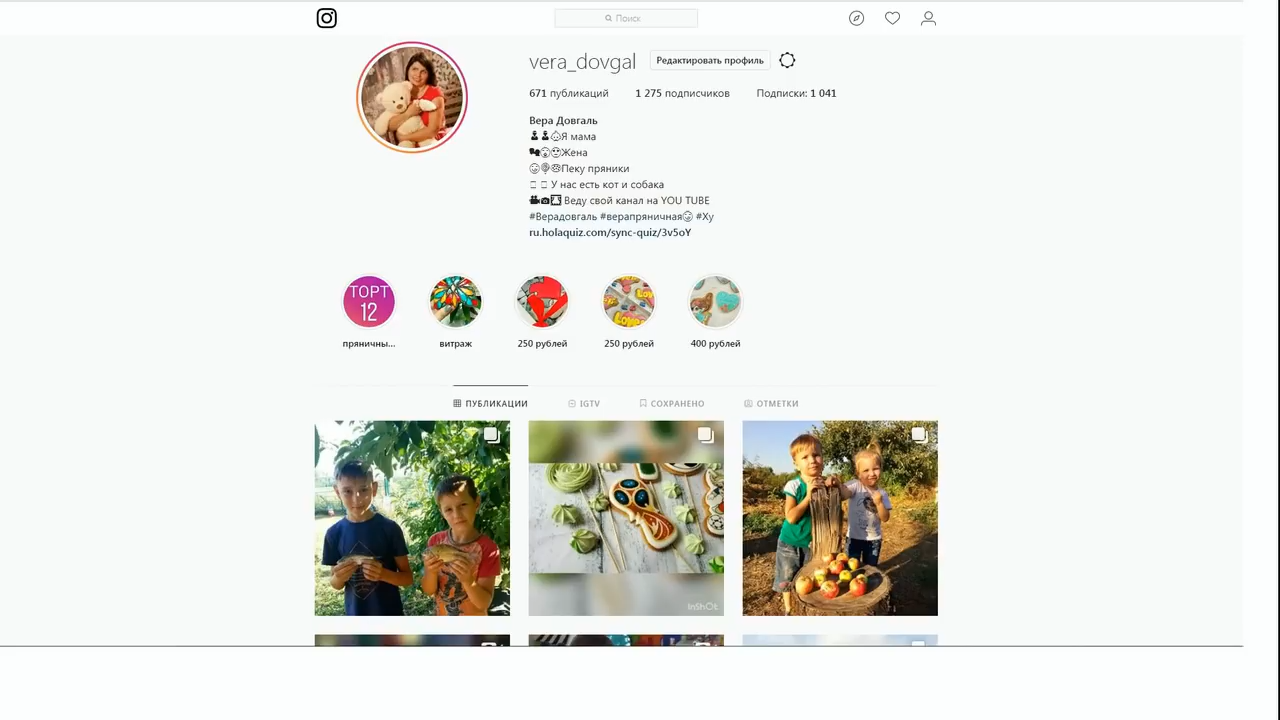 Поиск
vera_dovgal Редактировать профиль
671 публикаций 1 275 подписчиков Подписки: 1 041
Вера Довгаль
Я мама
Жена
Пеку пряники
У нас есть кот и собака
Веду свой канал на YOU TUBE
#Верадовгаль #верапряничная #Ху
ru.holaquiz.com/sync-quiz/3v5oY
ТОРТ
12
Love
пряничны... витраж 250 рублей 250 рублей 400 рублей
ПУБЛИКАЦИИ IGTV СОХРАНЕНО ОТМЕТКИ
InShOt